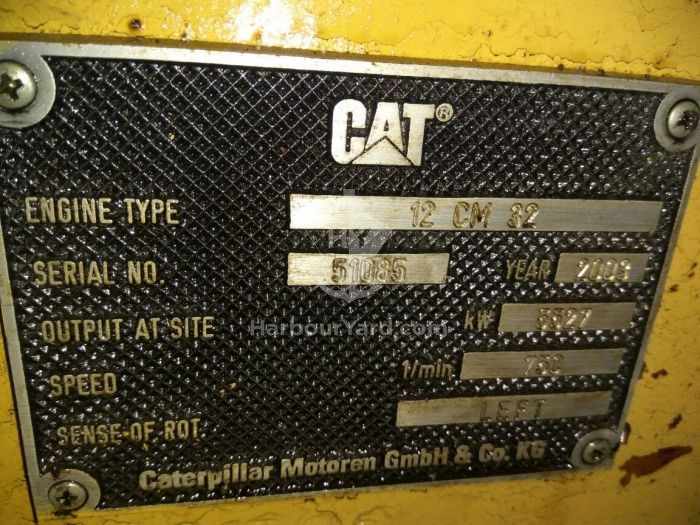 CAT®
ENGINE TYPE 12 CM 32
SERIAL NO. 51085 YEAR
OUTPUT AT SITE kW
HarbourYard.com
SPEED 1/min 750
SENSE-OF ROT. LEFT
Caterpillar Motoren GmbH & Co. KG